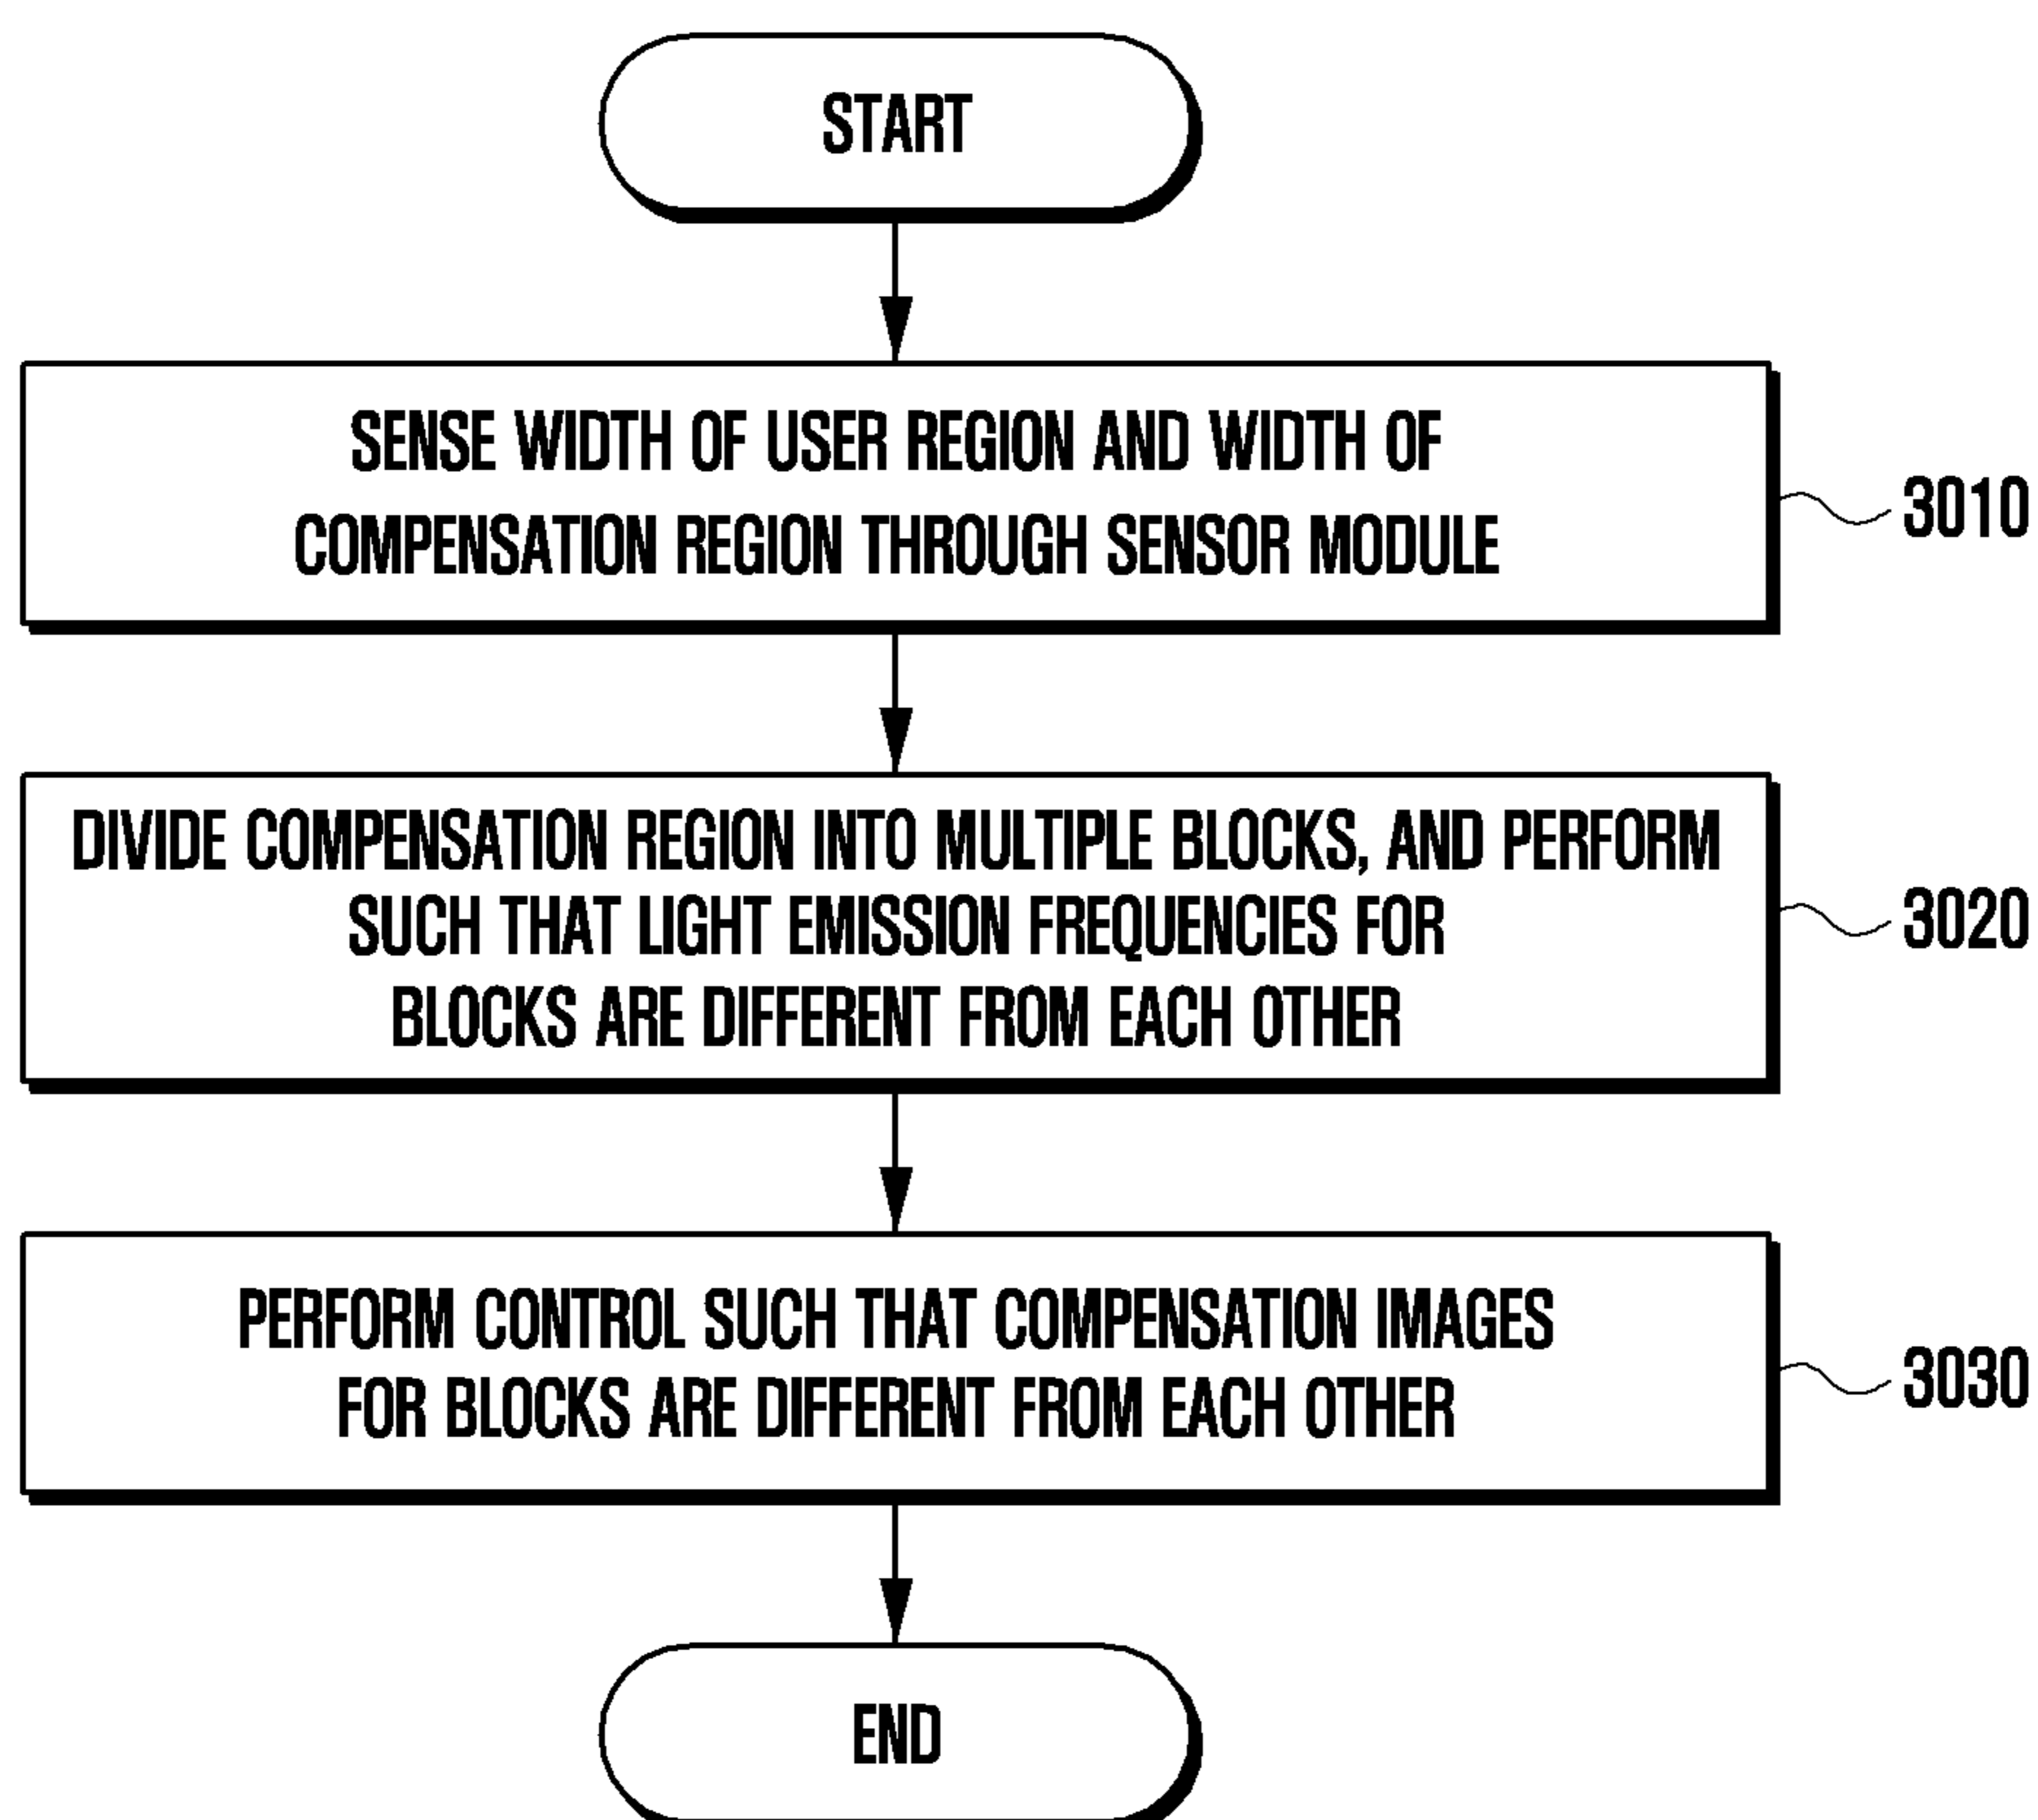 START
SENSE WIDTH OF USER REGION AND WIDTH OF
COMPENSATION REGION THROUGH SENSOR MODULE
3010
DIVIDE COMPENSATION REGION INTO MULTIPLE BLOCKS, AND PERFORM
SUCH THAT LIGHT EMISSION FREQUENCIES FOR
BLOCKS ARE DIFFERENT FROM EACH OTHER
3020
PERFORM CONTROL SUCH THAT COMPENSATION IMAGES
FOR BLOCKS ARE DIFFERENT FROM EACH OTHER
3030
END